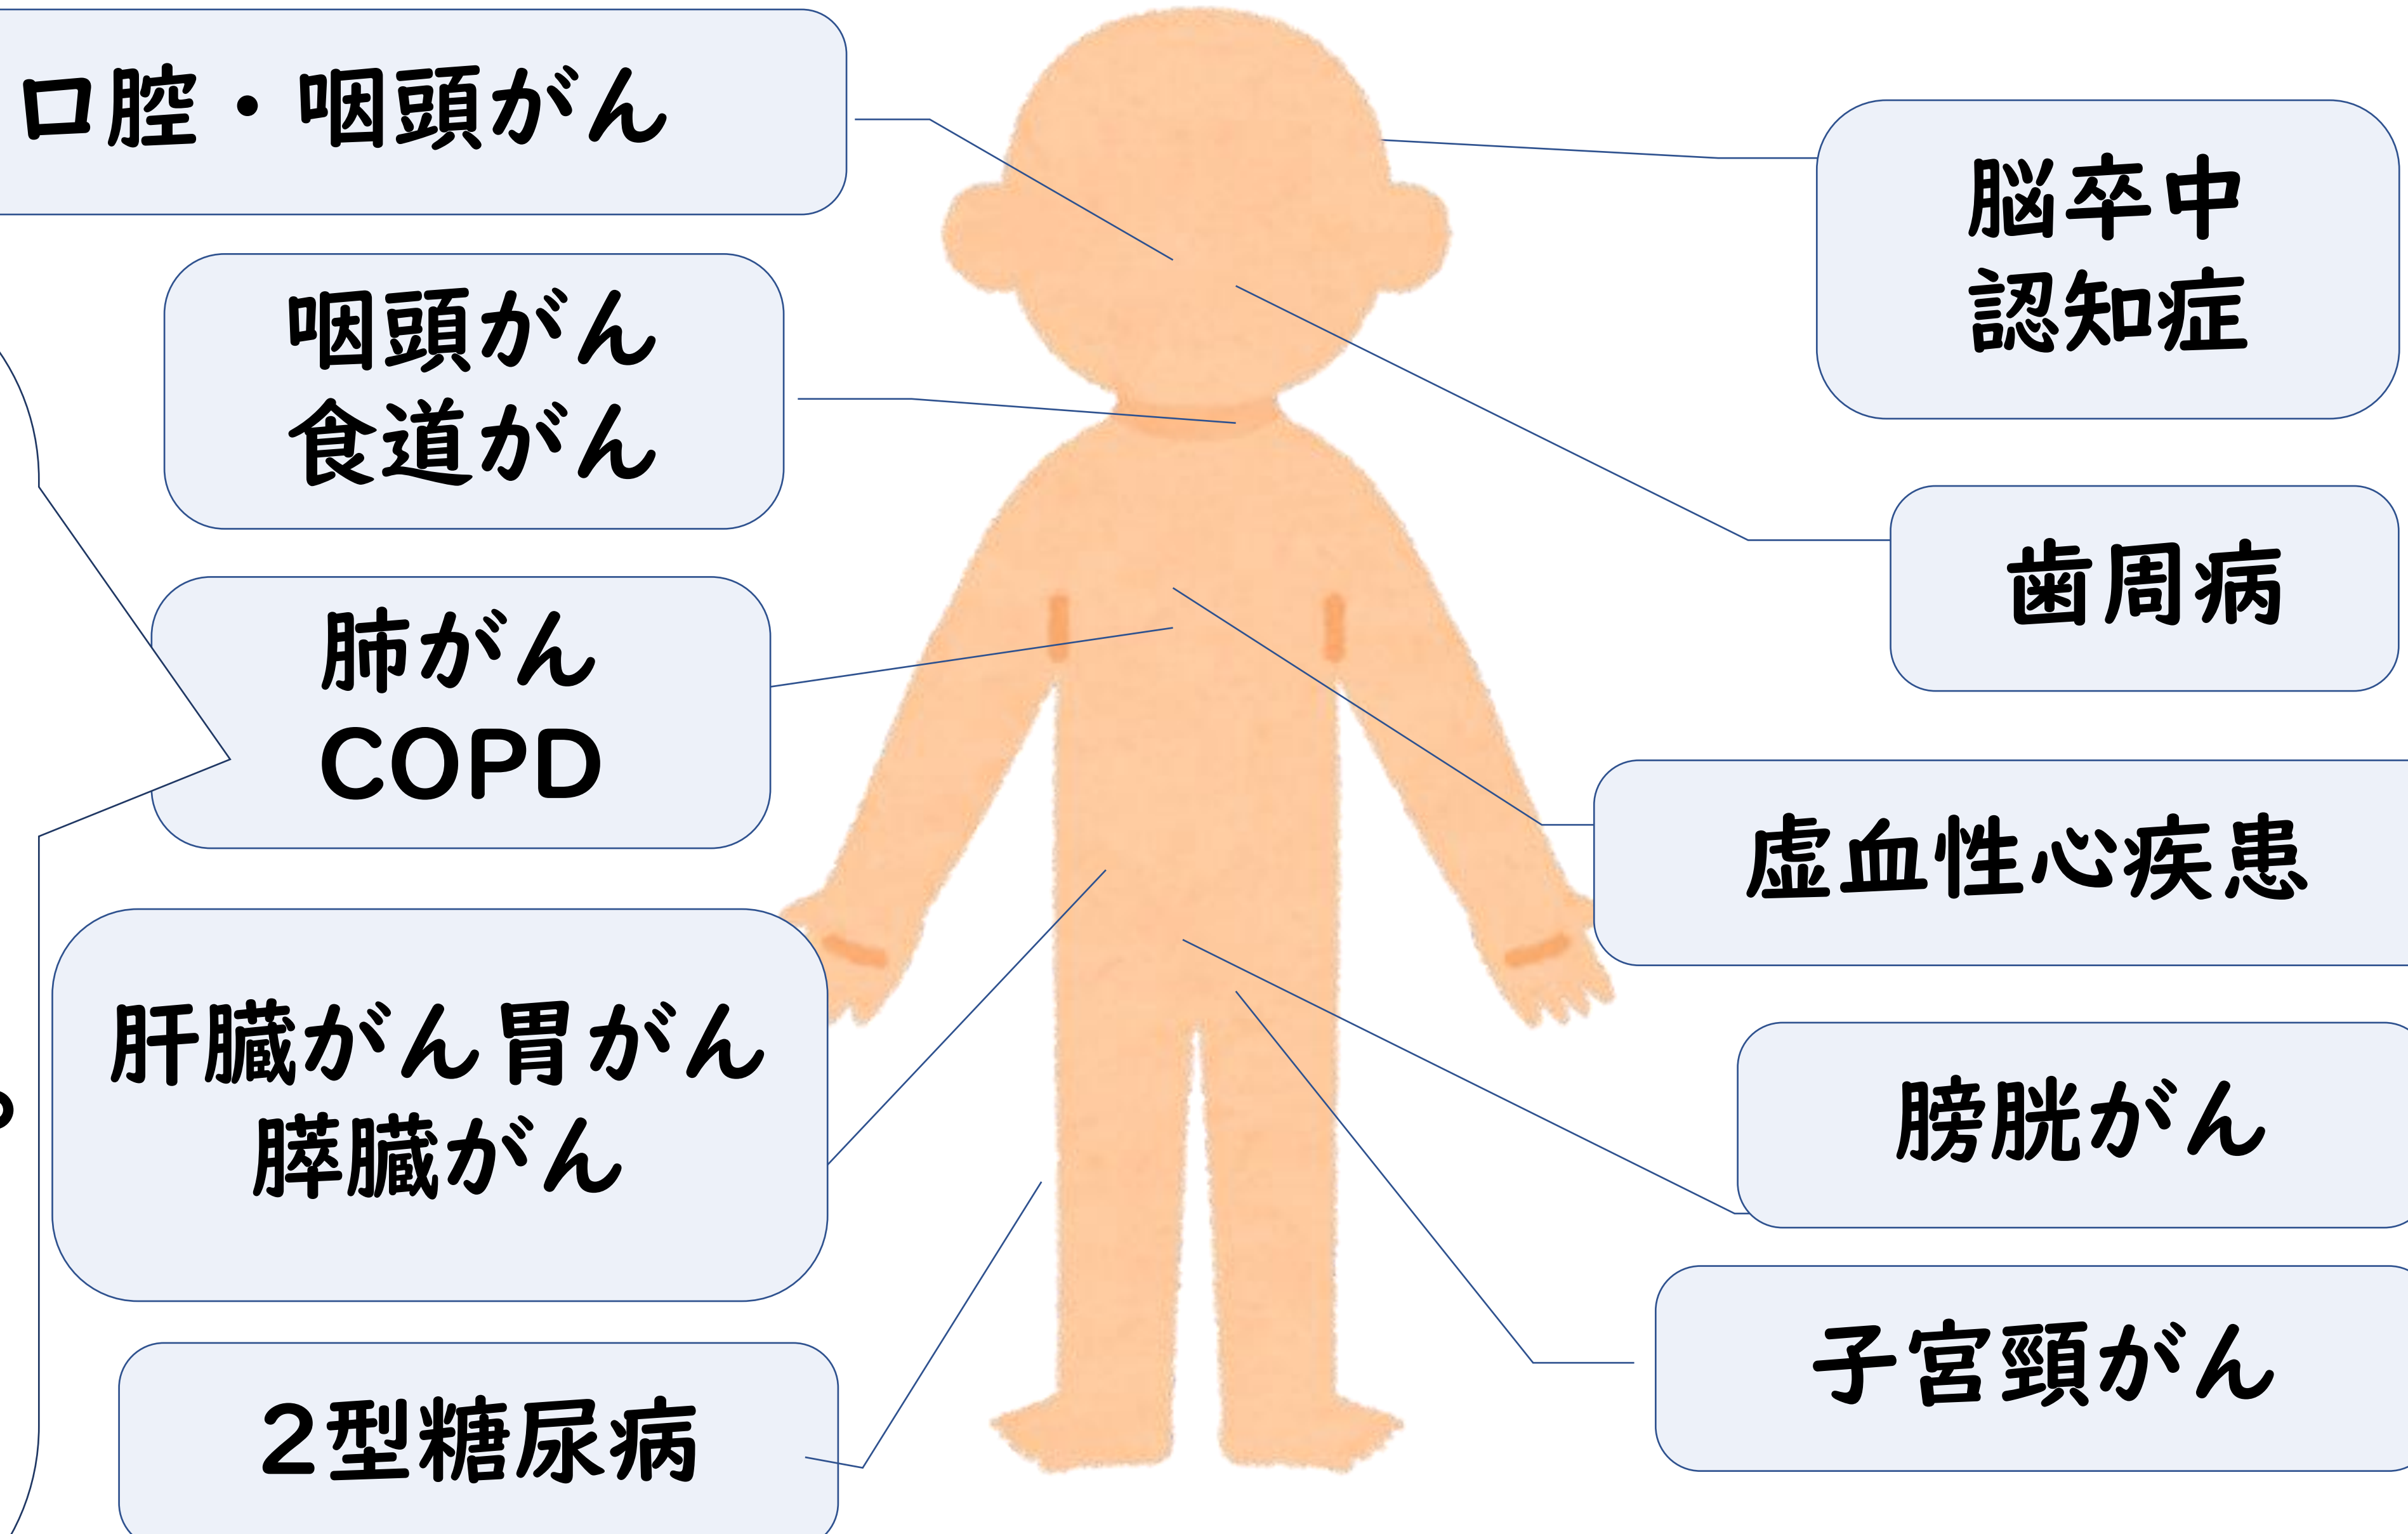 口腔・咽頭がん
咽頭がん
食道がん
肺がん
COPD
肝臓がん胃がん
膵臓がん
2型糖尿病
脳卒中
認知症
歯周病
虚血性心疾患
膀胱がん
子宮頸がん